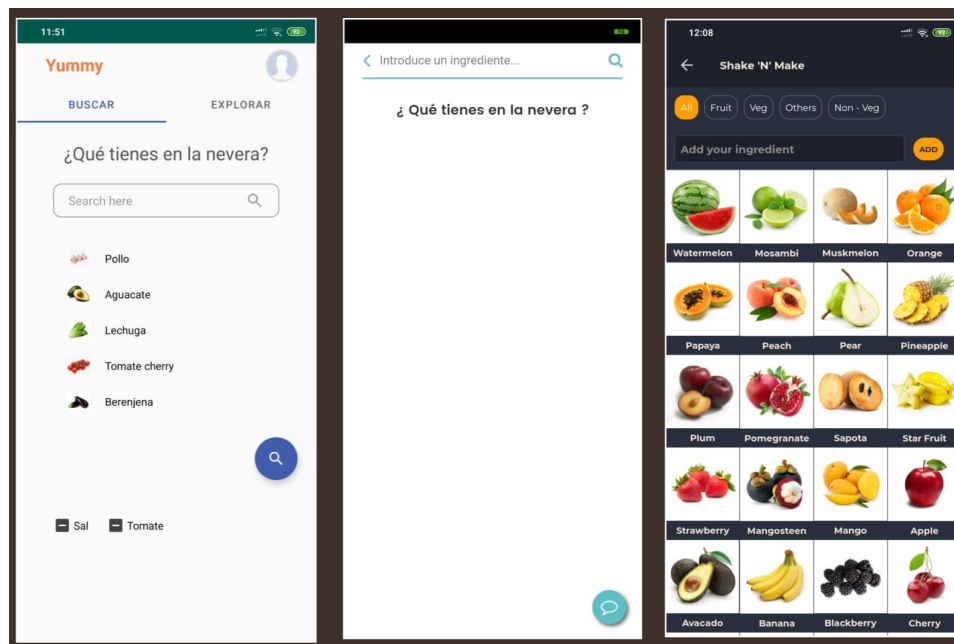 11:51
92
Yummy
BUSCAR EXPLORAR
¿Qué tienes en la nevera?
Search here
Pollo
Aguacate
Lechuga
Tomate cherry
Berenjena
Sal Tomate
Introduce un ingrediente...
¿ Qué tienes en la nevera ?
12:08
92
Shake 'N' Make
All Fruit Veg Others Non - Veg
Add your ingredient ADD
Watermelon Mosambi Muskmelon Orange
Papaya Peach Pear Pineapple
Plum Pomegranate Sapota Star Fruit
Strawberry Mangosteen Mango Apple
Avacado Banana Blackberry Cherry